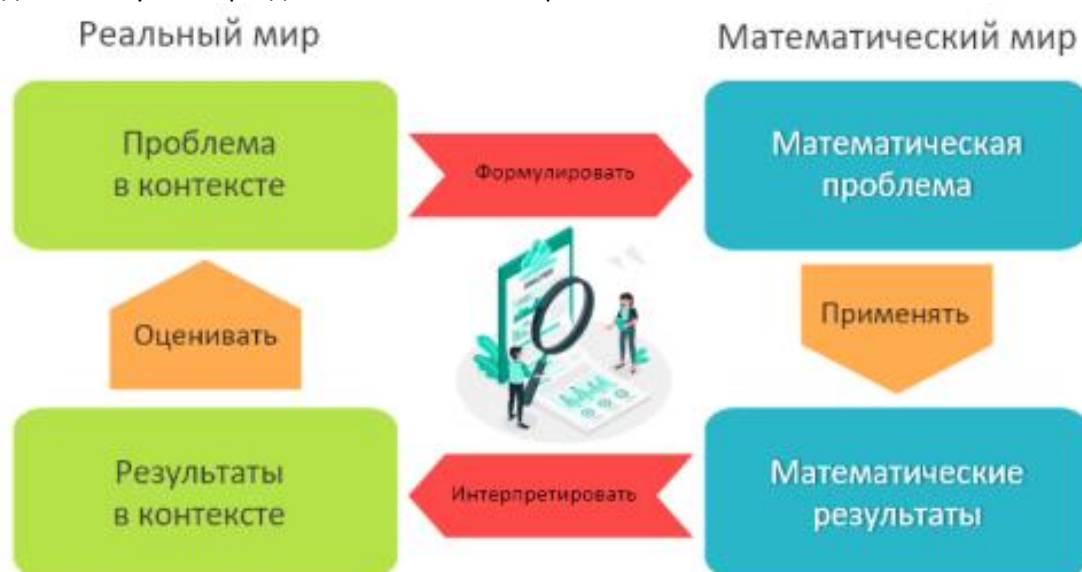 Реальный мир
Математический мир
Проблема
в контексте
Формулировать
Математическая
проблема
Оценивать
Применять
Результаты
в контексте
Интерпретировать
Математические
результаты